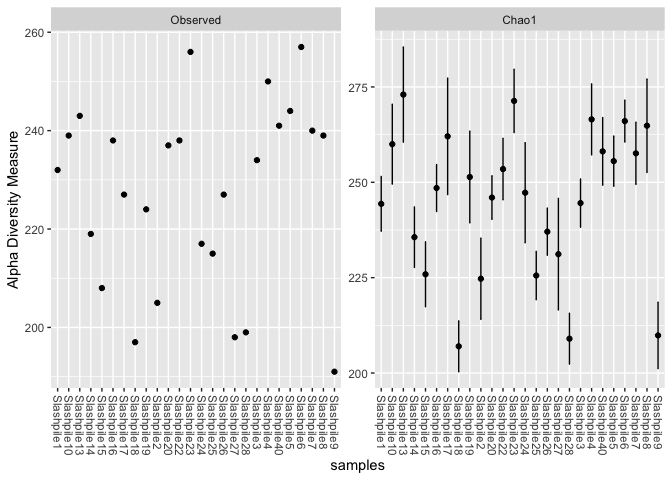 Observed
Chao1
Alpha Diversity Measure
260
240
220
200
275
250
225
200
Slashpile1
Slashpile10
Slashpile13
Slashpile14
Slashpile15
Slashpile16
Slashpile17
Slashpile18
Slashpile19
Slashpile2
Slashpile20
Slashpile22
Slashpile23
Slashpile24
Slashpile25
Slashpile26
Slashpile27
Slashpile28
Slashpile3
Slashpile4
Slashpile40
Slashpile5
Slashpile6
Slashpile7
Slashpile8
Slashpile9
Slashpile1
Slashpile10
Slashpile13
Slashpile14
Slashpile15
Slashpile16
Slashpile17
Slashpile18
Slashpile19
Slashpile2
Slashpile20
Slashpile22
Slashpile23
Slashpile24
Slashpile25
Slashpile26
Slashpile27
Slashpile28
Slashpile3
Slashpile4
Slashpile40
Slashpile5
Slashpile6
Slashpile7
Slashpile8
Slashpile9
samples